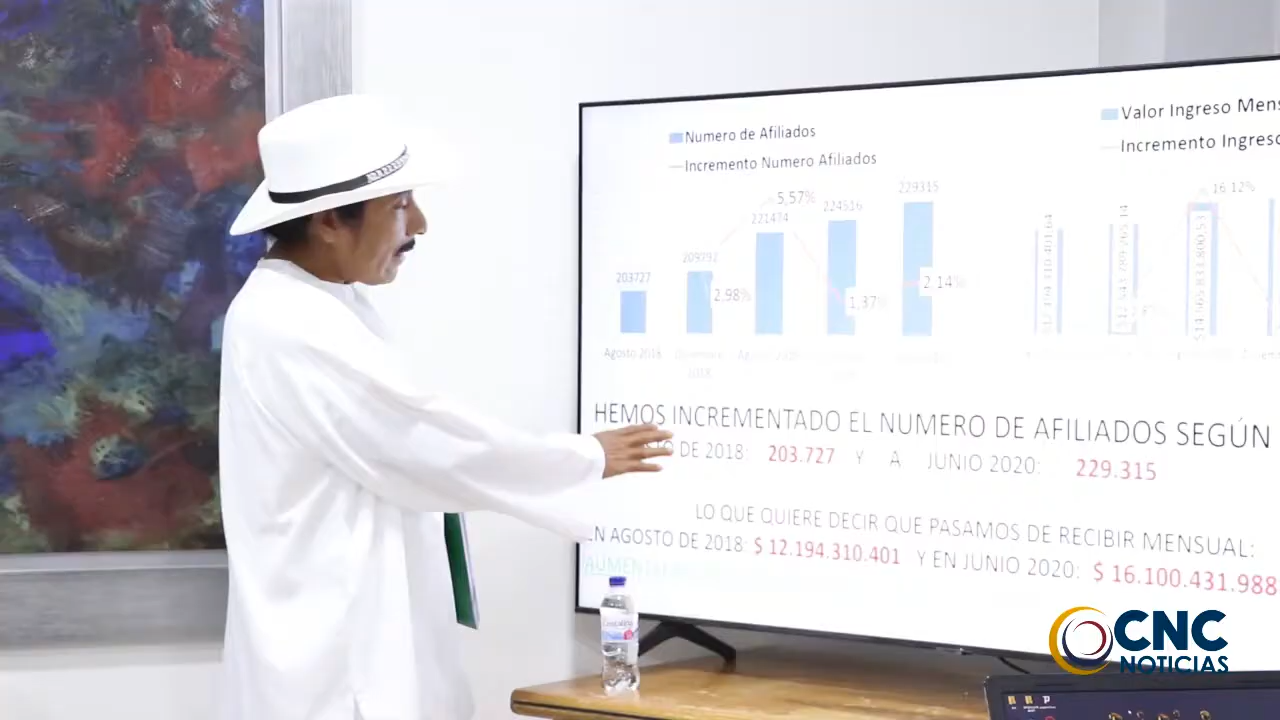 Numero de Afiliados
Incremento Numero Afiliados
Valor Ingreso Mens
Incremento Ingreso
5,57%
203727
209792
221474
224516
229315
2.98%
1.37%
2.14%
16.12%
Agosto 2018
2018
HEMOS INCREMENTADO EL NUMERO DE AFILIADOS SEGÚN
DE 2018: 203.727 Y A JUNIO 2020: 229.315
LO QUE QUIERE DECIR QUE PASAMOS DE RECIBIR MENSUAL:
EN AGOSTO DE 2018: $ 12.194.310.401 Y EN JUNIO 2020: $ 16.100.431.988
CNC
NOTICIAS